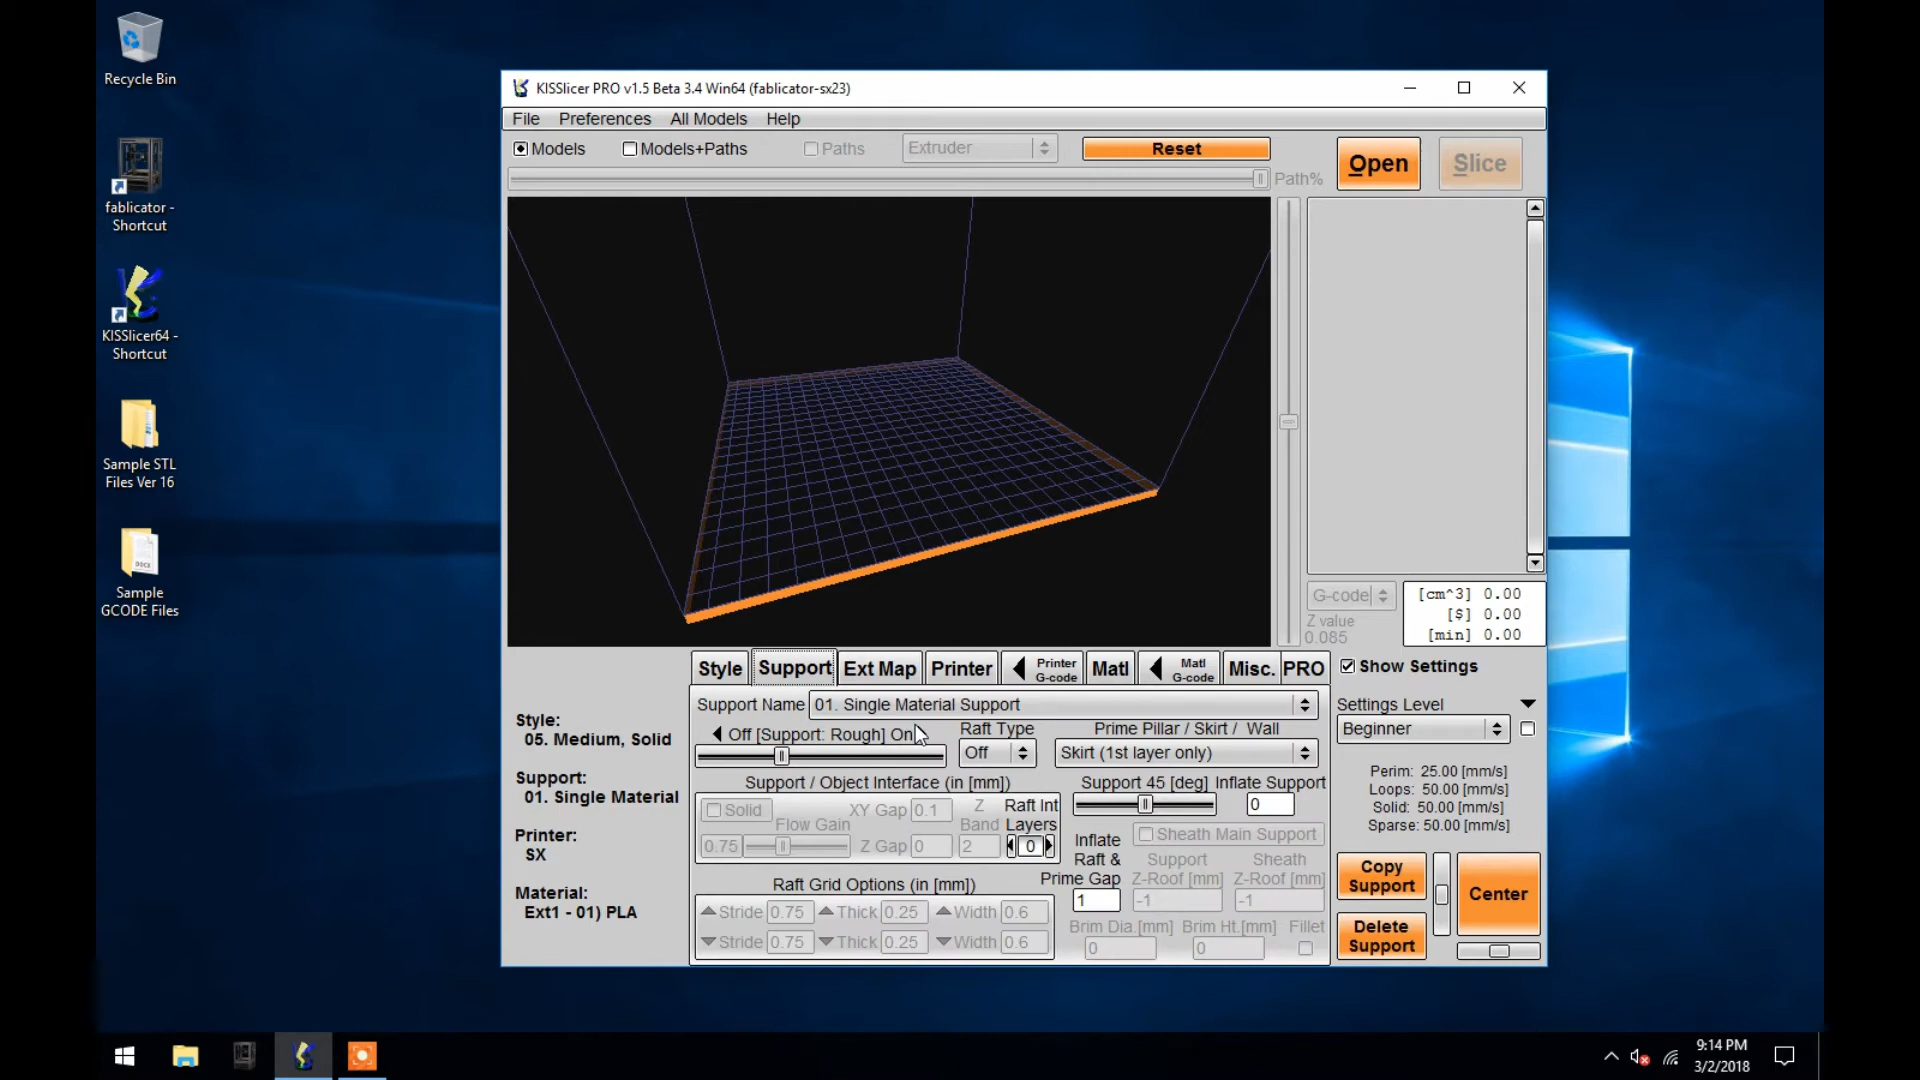 Recycle Bin
fablicator -
Shortcut
KISSlicer64 -
Shortcut
Sample STL
Files Ver 16
DOCX
Sample
GCODE Files
KISSlicer PRO v1.5 Beta 3.4 Win64 (fablicator-sx23)
File Preferences All Models Help
Models Models+Paths Paths Extruder Reset Open Slice
Path%
G-code
Z value
0.085
[cm^3] 0.00
[$] 0.00
[min] 0.00
Style Support Ext Map Printer Printer G-code Matl Matl G-code Misc. PRO Show Settings
Support Name 01. Single Material Support
Off [Support: Rough] On
Raft Type
Off
Prime Pillar / Skirt / Wall
Skirt (1st layer only)
Support / Object Interface (in [mm])
Solid
Flow Gain
0.75
XY Gap 0.1
Z Gap 0
Z
Band
2
Raft Int
Layers
0
Support 45 [deg]
Inflate Support
0
Sheath Main Support
Inflate
Raft &
Prime Gap
1
Support
Z-Roof [mm]
-1
Sheath
Z-Roof [mm]
-1
Raft Grid Options (in [mm])
Stride 0.75 Thick 0.25 Width 0.6
Stride 0.75 Thick 0.25 Width 0.6
Brim Dia.[mm] Brim Ht.[mm] Fillet
0 0
Style:
05. Medium, Solid
Support:
01. Single Material
Printer:
SX
Material:
Ext1 - 01) PLA
Settings Level
Beginner
Perim: 25.00 [mm/s]
Loops: 50.00 [mm/s]
Solid: 50.00 [mm/s]
Sparse: 50.00 [mm/s]
Copy
Support
Delete
Support
Center
9:14 PM
3/2/2018